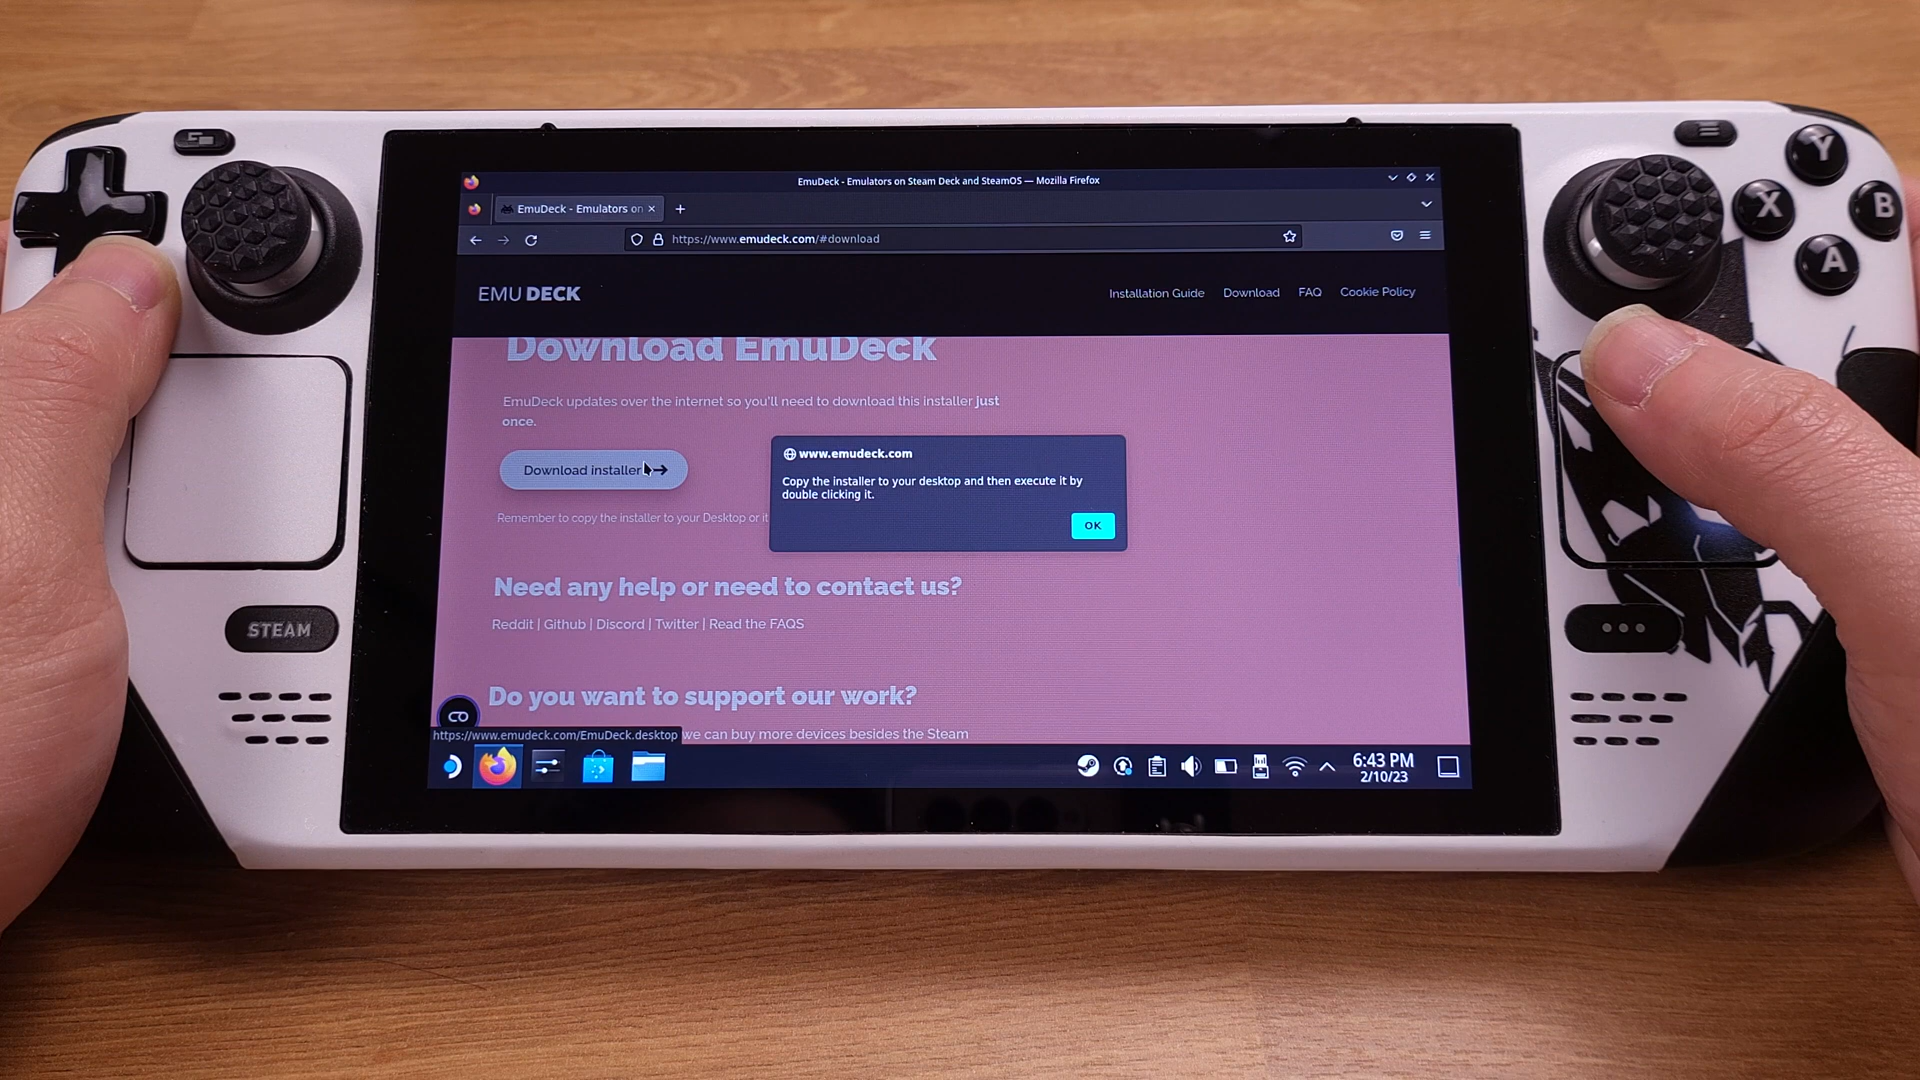 EmuDeck - Emulators on Steam Deck and SteamOS — Mozilla Firefox
EmuDeck - Emulators on
https://www.emudeck.com/#download
EMU DECK
Installation Guide
Download
FAQ
Cookie Policy
Download EmuDeck
EmuDeck updates over the internet so you'll need to download this installer just
once.
Download installer
Remember to copy the installer to your Desktop or it
www.emudeck.com
Copy the installer to your desktop and then execute it by
double clicking it.
OK
Need any help or need to contact us?
Reddit | Github | Discord | Twitter | Read the FAQS
Do you want to support our work?
https://www.emudeck.com/EmuDeck.desktop
we can buy more devices besides the Steam
6:43 PM
2/10/23
STEAM
Y
X
B
A